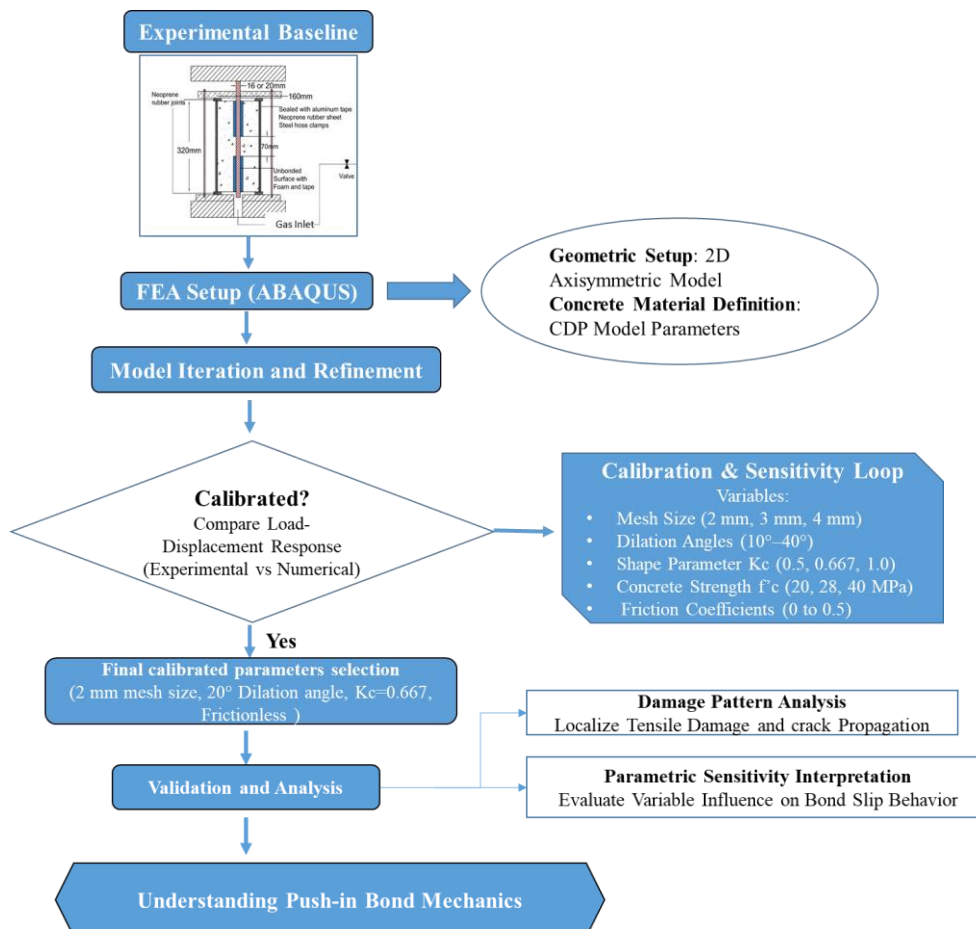 Experimental Baseline
16 or 20mm
160mm
Neoprene
rubber joints
Sealed with aluminum tape
Neoprene rubber sheet
Steel hose clamps
320mm
70mm
Unbonded
Surface with
Foam and tape
Valve
Gas Inlet
FEA Setup (ABAQUS)
Geometric Setup: 2D
Axisymmetric Model
Concrete Material Definition:
CDP Model Parameters
Model Iteration and Refinement
Calibrated?
Compare Load-
Displacement Response
(Experimental vs Numerical)
Calibration & Sensitivity Loop
Variables:
• Mesh Size (2 mm, 3 mm, 4 mm)
• Dilation Angles (10°–40°)
• Shape Parameter Kc (0.5, 0.667, 1.0)
• Concrete Strength f'c (20, 28, 40 MPa)
• Friction Coefficients (0 to 0.5)
Yes
Final calibrated parameters selection
(2 mm mesh size, 20° Dilation angle, Kc=0.667,
Frictionless )
Damage Pattern Analysis
Localize Tensile Damage and crack Propagation
Validation and Analysis
Parametric Sensitivity Interpretation
Evaluate Variable Influence on Bond Slip Behavior
Understanding Push-in Bond Mechanics